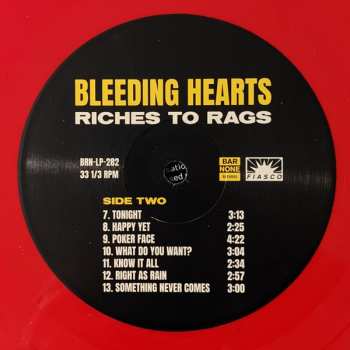 BLEEDING HEARTS
RICHES TO RAGS
BRN-LP-282
33 1/3 RPM
BAR
NONE
FIASCO
SIDE TWO
7. TONIGHT 3:13
8. HAPPY YET 2:25
9. POKER FACE 4:22
10. WHAT DO YOU WANT? 3:04
11. KNOW IT ALL 2:34
12. RIGHT AS RAIN 2:57
13. SOMETHING NEVER COMES 3:00